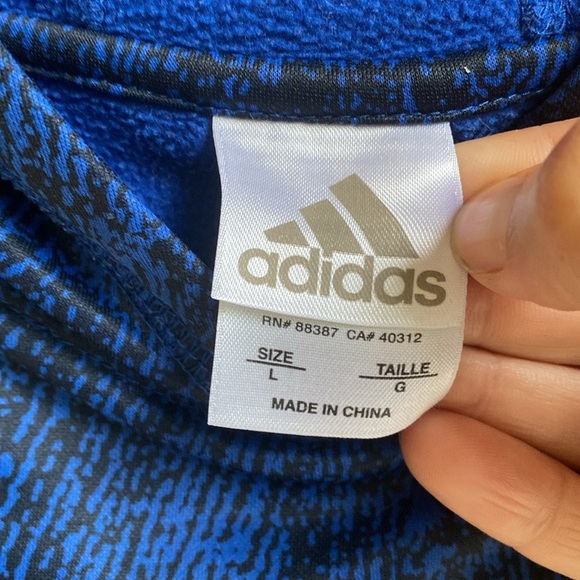 adidas
RN# 88387 CA# 40312
SIZE TAILLE
L G
MADE IN CHINA